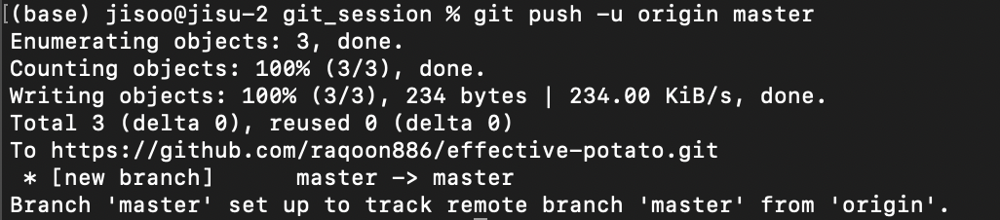 [(base) jisoo@jisu-2 git_session % git push -u origin master
Enumerating objects: 3, done.
Counting objects: 100% (3/3), done.
Writing objects: 100% (3/3), 234 bytes | 234.00 KiB/s, done.
Total 3 (delta 0), reused 0 (delta 0)
To https://github.com/raqoon886/effective-potato.git
 * [new branch]      master -> master
Branch 'master' set up to track remote branch 'master' from 'origin'.